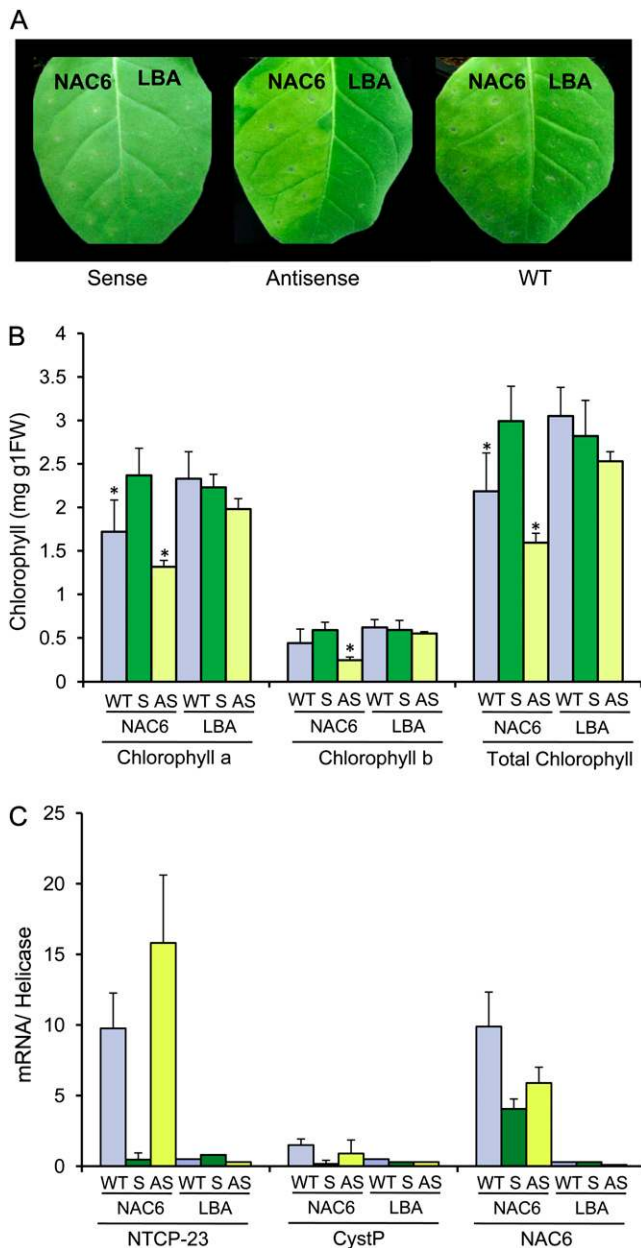 A
NAC6 LBA NAC6 LBA NAC6 LBA
Sense Antisense WT
B
Chlorophyll (mg g1FW)
4
3.5
3
2.5
2
1.5
1
0.5
0
* * * * *
WT S AS WT S AS WT S AS WT S AS WT S AS WT S AS
NAC6 LBA NAC6 LBA NAC6 LBA
Chlorophyll a Chlorophyll b Total Chlorophyll
C
mRNA/ Helicase
25
20
15
10
5
0
WT S AS WT S AS WT S AS WT S AS WT S AS WT S AS
NAC6 LBA NAC6 LBA NAC6 LBA
NTCP-23 CystP NAC6